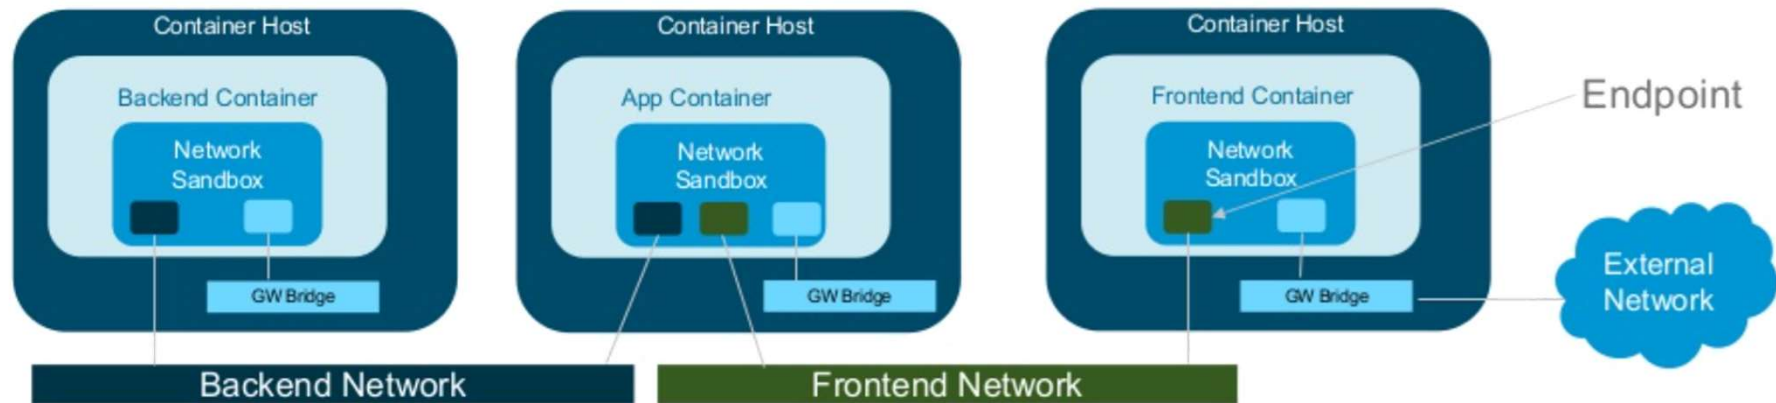 Container Host
Backend Container
Network
Sandbox
GW Bridge
Container Host
App Container
Network
Sandbox
GW Bridge
Container Host
Frontend Container
Network
Sandbox
GW Bridge
Endpoint
External
Network
Backend Network
Frontend Network